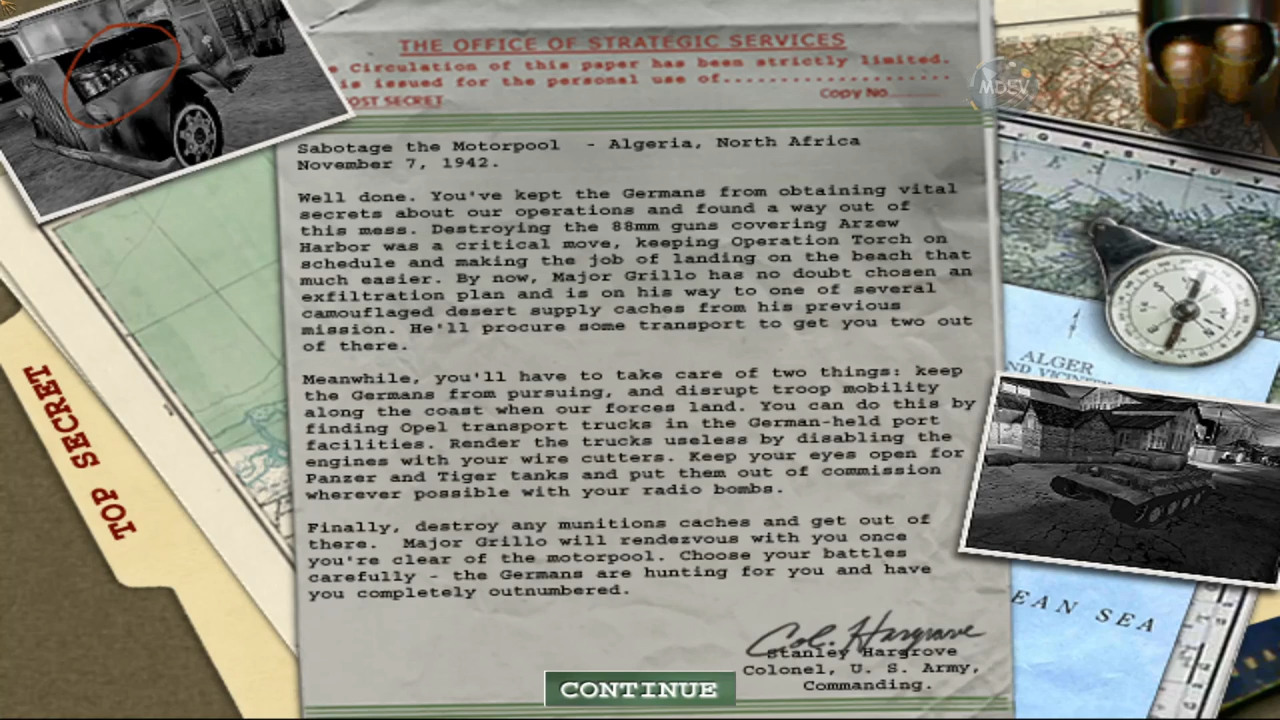 THE OFFICE OF STRATEGIC SERVICES
Circulation of this paper has been strictly limited.
is issued for the personal use of
OST SECRET
Copy No
MDEV
Sabotage the Motorpool - Algeria, North Africa
November 7, 1942.
Well done. You've kept the Germans from obtaining vital
secrets about our operations and found a way out of
this mess. Destroying the 88mm guns covering Arzew
Harbor was a critical move, keeping Operation Torch on
schedule and making the job of landing on the beach that
much easier. By now, Major Grillo has no doubt chosen an
exfiltration plan and is on his way to one of several
camouflaged desert supply caches from his previous
mission. He'll procure some transport to get you two out
of there.
Meanwhile, you'll have to take care of two things: keep
the Germans from pursuing, and disrupt troop mobility
along the coast when our forces land. You can do this by
finding Opel transport trucks in the German-held port
facilities. Render the trucks useless by disabling the
engines with your wire cutters. Keep your eyes open for
Panzer and Tiger tanks and put them out of commission
wherever possible with your radio bombs.
Finally, destroy any munitions caches and get out of
there. Major Grillo will rendezvous with you once
you're clear of the motorpool. Choose your battles
carefully - the Germans are hunting for you and have
you completely outnumbered.
Col. Hargrave
Stanley Hargrove
Colonel, U. S. Army,
Commanding.
CONTINUE
TOP SECRET
ALGER
ND VICINITY
EAN SEA